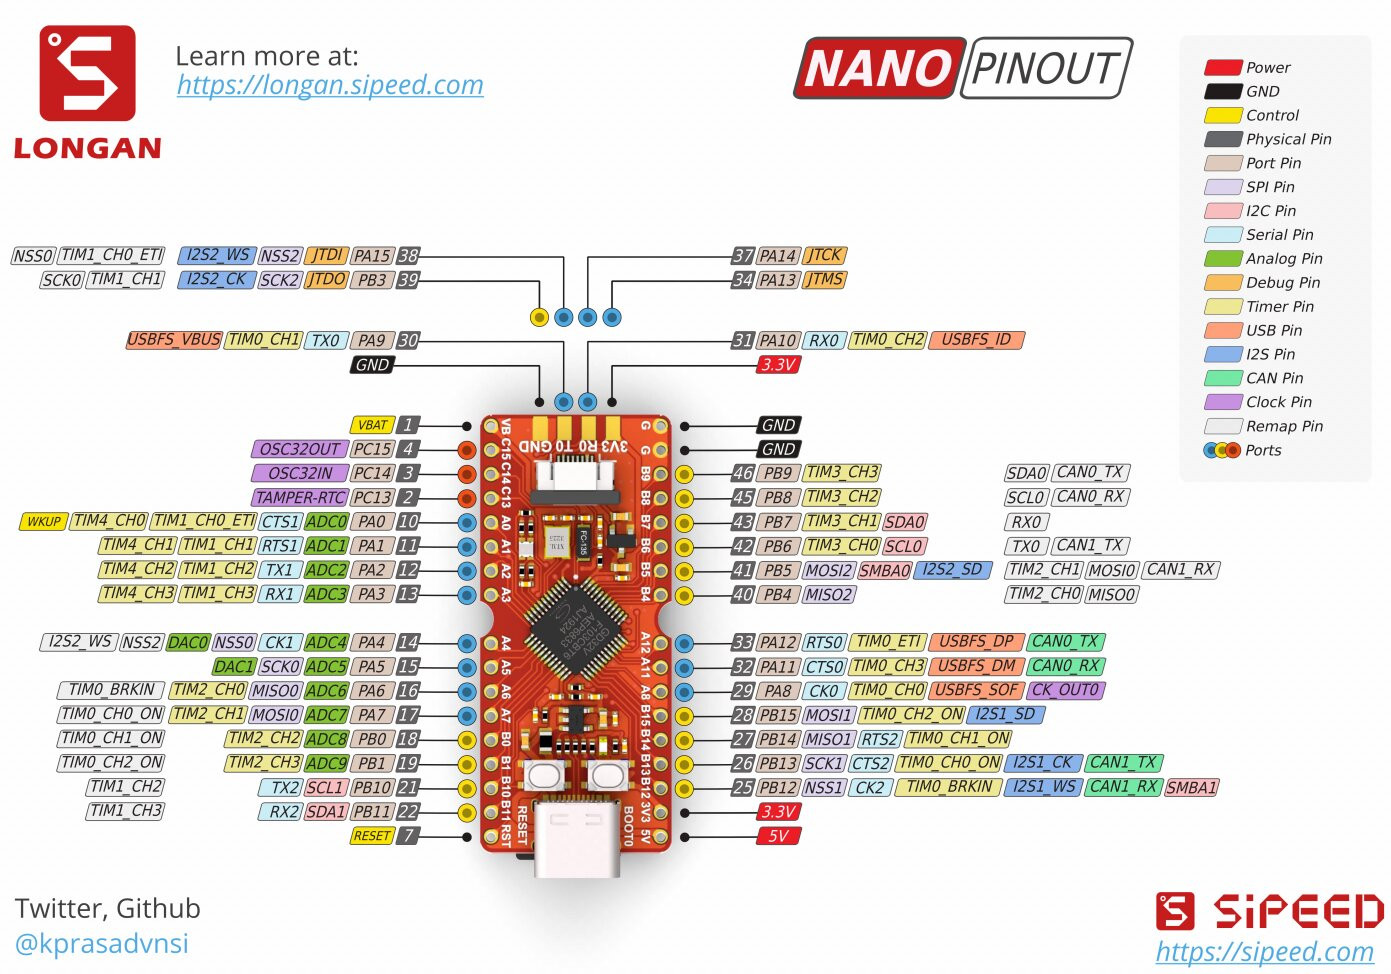 LONGAN
Learn more at:
https://longan.sipeed.com
NANO PINOUT
Power
GND
Control
Physical Pin
Port Pin
SPI Pin
I2C Pin
Serial Pin
Analog Pin
Debug Pin
Timer Pin
USB Pin
I2S Pin
CAN Pin
Clock Pin
Remap Pin
Ports
NSS0 TIM1_CH0_ETI I2S2_WS NSS2 JTDI PA15 38
37 PA14 JTCK
SCK0 TIM1_CH1 I2S2_CK SCK2 JTDO PB3 39
34 PA13 JTMS
USBFS_VBUS TIM0_CH1 TX0 PA9 30
31 PA10 RX0 TIM0_CH2 USBFS_ID
GND
3.3V
VBAT 1
GND
OSC32OUT PC15 4
GND
OSC32IN PC14 3
46 PB9 TIM3_CH3 SDA0 CAN0_TX
TAMPER-RTC PC13 2
45 PB8 TIM3_CH2 SCL0 CAN0_RX
WKUP TIM4_CH0 TIM1_CH0_ETI CTS1 ADC0 PA0 10
43 PB7 TIM3_CH1 SDA0 RX0
TIM4_CH1 TIM1_CH1 RTS1 ADC1 PA1 11
42 PB6 TIM3_CH0 SCL0 TX0 CAN1_TX
TIM4_CH2 TIM1_CH2 TX1 ADC2 PA2 12
41 PB5 MOSI2 SMBA0 I2S2_SD TIM2_CH1 MOSI0 CAN1_RX
TIM4_CH3 TIM1_CH3 RX1 ADC3 PA3 13
40 PB4 MISO2 TIM2_CH0 MISO0
I2S2_WS NSS2 DAC0 NSS0 CK1 ADC4 PA4 14
33 PA12 RTS0 TIM0_ETI USBFS_DP CAN0_TX
DAC1 SCK0 ADC5 PA5 15
32 PA11 CTS0 TIM0_CH3 USBFS_DM CAN0_RX
TIM0_BRKIN TIM2_CH0 MISO0 ADC6 PA6 16
29 PA8 CK0 TIM0_CH0 USBFS_SOF CK_OUT0
TIM0_CH0_ON TIM2_CH1 MOSI0 ADC7 PA7 17
28 PB15 MOSI1 TIM0_CH2_ON I2S1_SD
TIM0_CH1_ON TIM2_CH2 ADC8 PB0 18
27 PB14 MISO1 RTS2 TIM0_CH1_ON
TIM0_CH2_ON TIM2_CH3 ADC9 PB1 19
26 PB13 SCK1 CTS2 TIM0_CH0_ON I2S1_CK CAN1_TX
TIM1_CH2 TX2 SCL1 PB10 21
25 PB12 NSS1 CK2 TIM0_BRKIN I2S1_WS CAN1_RX SMBA1
TIM1_CH3 RX2 SDA1 PB11 22
3.3V
RESET 7
5V
3V3 R0 T0 GND
VB C15 C14 C13 A0 A1 A2 A3 A4 A5 A6 A7 B0 B1 B10 B11 RST
G G B9 B8 B7 B6 B5 B4 A12 A11 A8 B15 B14 B13 B12 3V3 5V
FC-135
RESET
BOOT0
Twitter, Github
@kprasadvnsi
SiPEED
https://sipeed.com